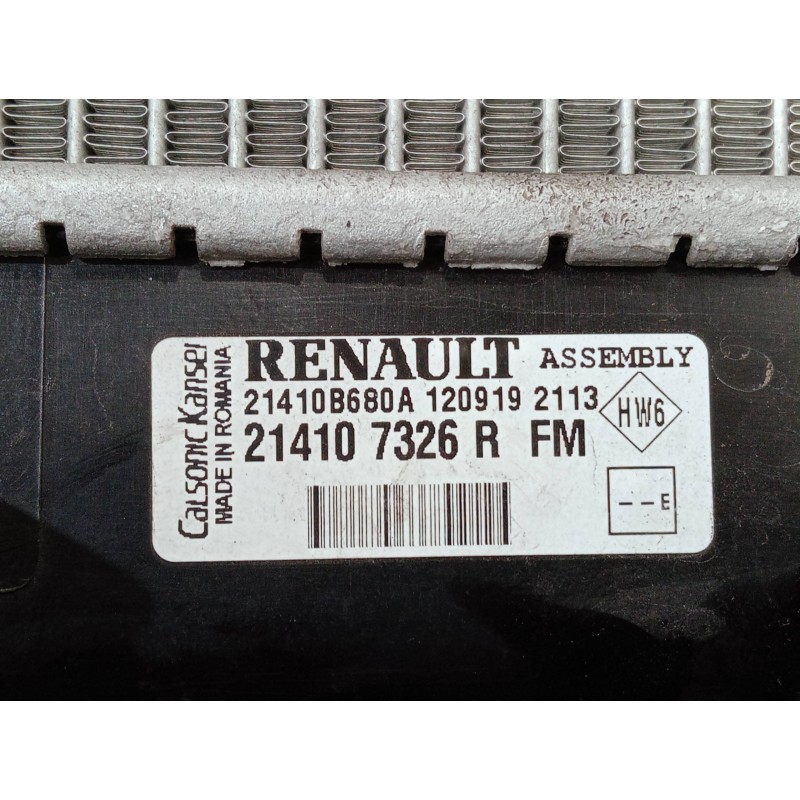 Calsonic Kansei
MADE IN ROMANIA
RENAULT ASSEMBLY
21410B680A 120919 2113
HW6
21410 7326 R FM
--E